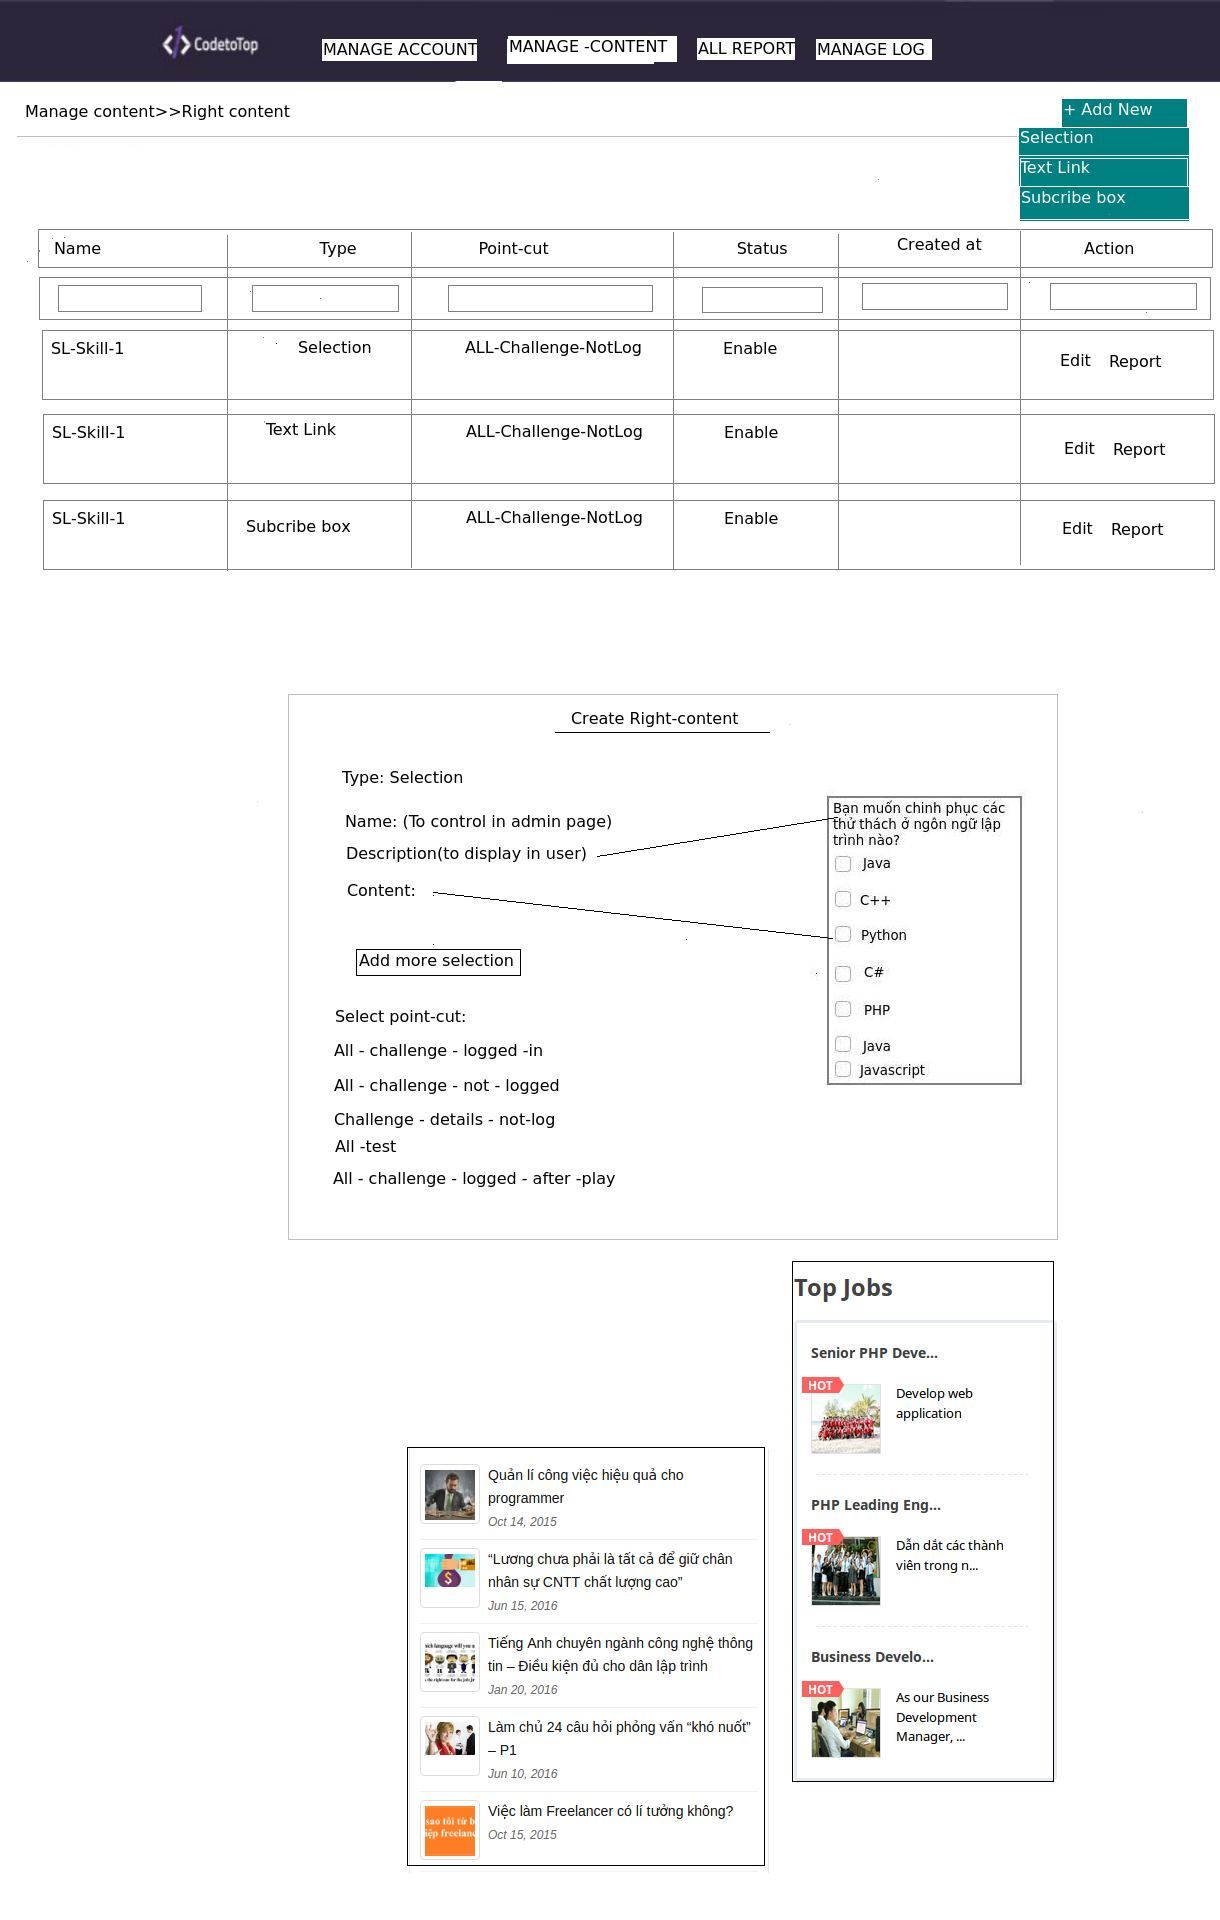 CodetoTop
MANAGE ACCOUNT
MANAGE -CONTENT
ALL REPORT
MANAGE LOG
Manage content>>Right content
+ Add New
Selection
Text Link
Subcribe box
Name Type Point-cut Status Created at Action
SL-Skill-1 Selection ALL-Challenge-NotLog Enable Edit Report
SL-Skill-1 Text Link ALL-Challenge-NotLog Enable Edit Report
SL-Skill-1 Subcribe box ALL-Challenge-NotLog Enable Edit Report
Create Right-content
Type: Selection
Name: (To control in admin page)
Description(to display in user)
Content:
Add more selection
Select point-cut:
All - challenge - logged -in
All - challenge - not - logged
Challenge - details - not-log
All -test
All - challenge - logged - after -play
Bạn muốn chinh phục các
thử thách ở ngôn ngữ lập
trình nào?
Java
C++
Python
C#
PHP
Java
Javascript
Top Jobs
Senior PHP Deve...
HOT
Develop web
application
PHP Leading Eng...
HOT
Dẫn dắt các thành
viên trong n...
Business Develo...
HOT
As our Business
Development
Manager, ...
Quản lí công việc hiệu quả cho
programmer
Oct 14, 2015
“Lương chưa phải là tất cả để giữ chân
nhân sự CNTT chất lượng cao”
Jun 15, 2016
Tiếng Anh chuyên ngành công nghệ thông
tin – Điều kiện đủ cho dân lập trình
Jan 20, 2016
Làm chủ 24 câu hỏi phỏng vấn “khó nuốt”
– P1
Jun 10, 2016
sao tôi từ b
iệp freelanc
Việc làm Freelancer có lí tưởng không?
Oct 15, 2015